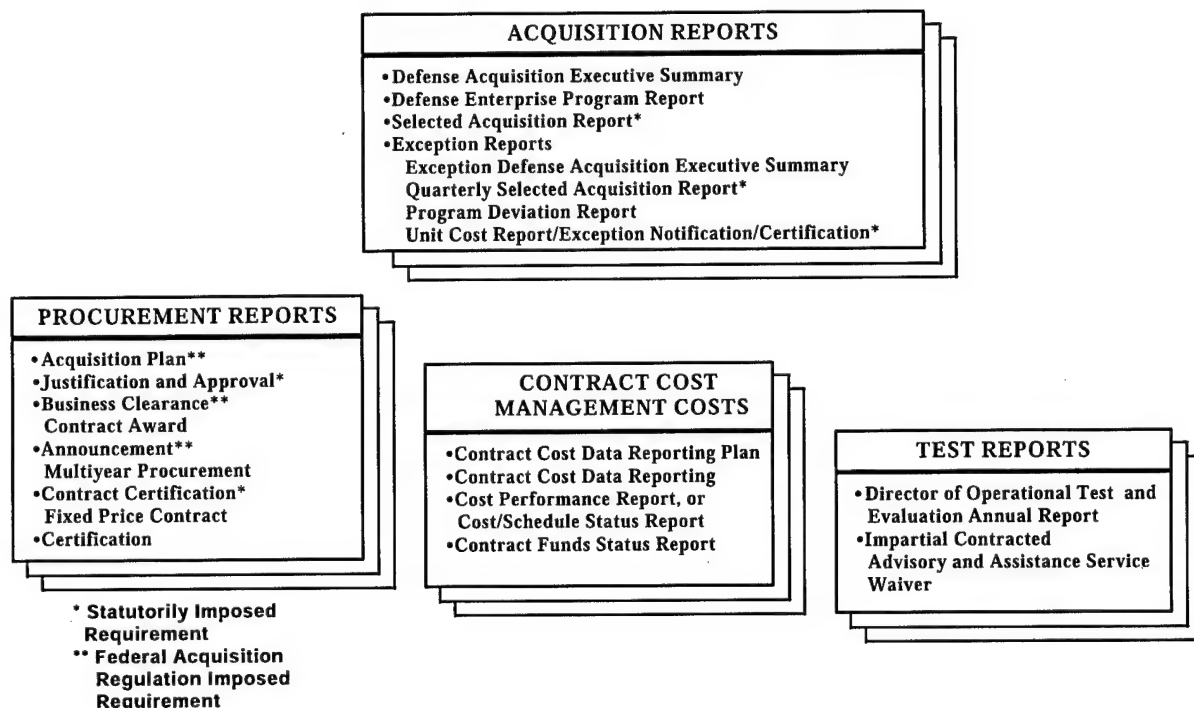 ACQUISITION REPORTS
•Defense Acquisition Executive Summary
•Defense Enterprise Program Report
•Selected Acquisition Report*
•Exception Reports
Exception Defense Acquisition Executive Summary
Quarterly Selected Acquisition Report*
Program Deviation Report
Unit Cost Report/Exception Notification/Certification*
PROCUREMENT REPORTS
•Acquisition Plan**
•Justification and Approval*
•Business Clearance**
Contract Award
•Announcement**
Multiyear Procurement
•Contract Certification*
Fixed Price Contract
•Certification
* Statutorily Imposed
Requirement
** Federal Acquisition
Regulation Imposed
Requirement
CONTRACT COST
MANAGEMENT COSTS
•Contract Cost Data Reporting Plan
•Contract Cost Data Reporting
•Cost Performance Report, or
Cost/Schedule Status Report
•Contract Funds Status Report
TEST REPORTS
•Director of Operational Test and
Evaluation Annual Report
•Impartial Contracted
Advisory and Assistance Service
Waiver